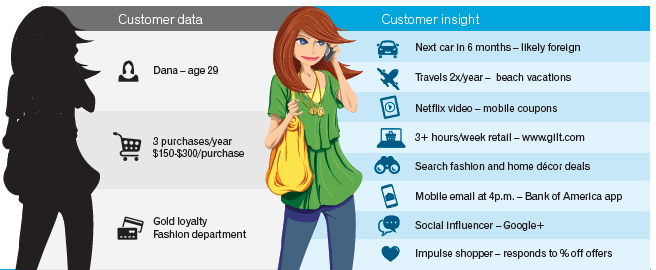 Customer data
Dana – age 29
3 purchases/year
$150-$300/purchase
Gold loyalty
Fashion department
Customer insight
Next car in 6 months – likely foreign
Travels 2x/year – beach vacations
Netflix video – mobile coupons
3+ hours/week retail – www.gilt.com
Search fashion and home décor deals
Mobile email at 4p.m. – Bank of America app
Social influencer – Google+
Impulse shopper – responds to % off offers